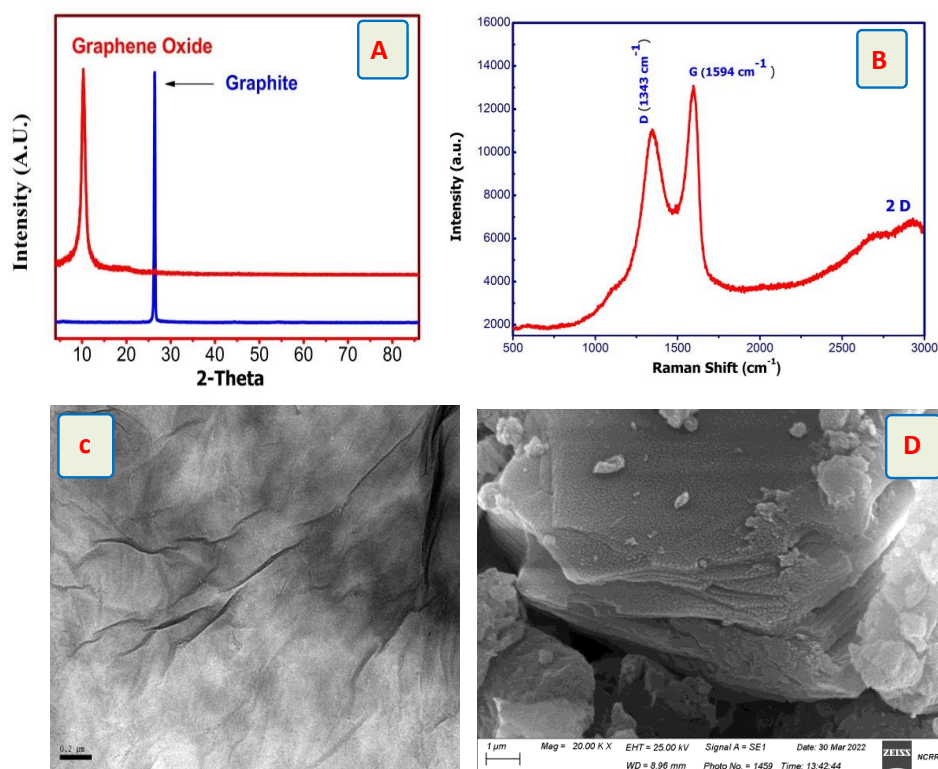 A
Graphene Oxide
Graphite
Intensity (A.U.)
10 20 30 40 50 60 70 80
2-Theta
B
16000
14000
12000
10000
8000
6000
4000
2000
D (1343 cm⁻¹)
G (1594 cm⁻¹)
2 D
Intensity (a.u.)
500 1000 1500 2000 2500 3000
Raman Shift (cm⁻¹)
c
0.2 µm
D
1 µm
Mag = 20.00 K X EHT = 25.00 kV Signal A = SE1 Date: 30 Mar 2022
WD = 8.96 mm Photo No. = 1459 Time: 13:42:44
ZEISS
NCRR